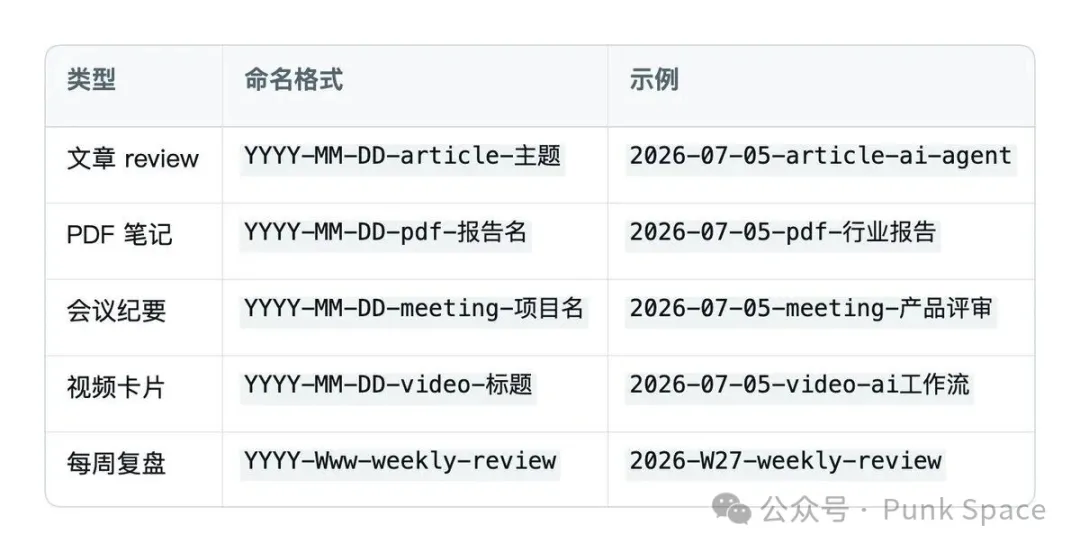 类型 命名格式 示例
文章 review YYYY-MM-DD-article-主题 2026-07-05-article-ai-agent
PDF 笔记 YYYY-MM-DD-pdf-报告名 2026-07-05-pdf-行业报告
会议纪要 YYYY-MM-DD-meeting-项目名 2026-07-05-meeting-产品评审
视频卡片 YYYY-MM-DD-video-标题 2026-07-05-video-ai工作流
每周复盘 YYYY-Www-weekly-review 2026-W27-weekly-review
公众号 · Punk Space